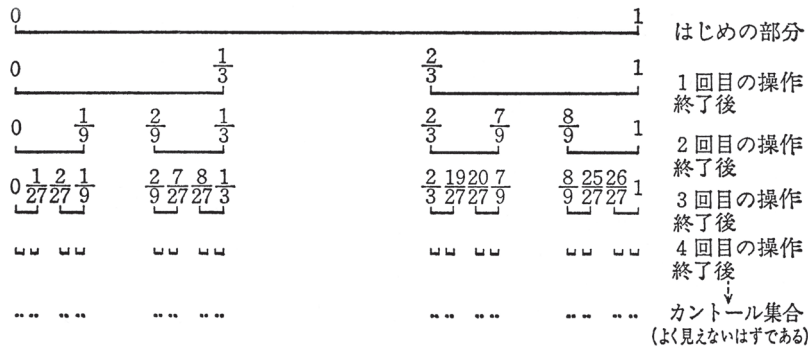 0 1 はじめの部分
0 1/3 2/3 1 1回目の操作
終了後
0 1/9 2/9 1/3 2/3 7/9 8/9 1 2回目の操作
終了後
0 1/27 2/27 1/9 2/9 7/27 8/27 1/3 2/3 19/27 20/27 7/9 8/9 25/27 26/27 1 3回目の操作
終了後
4回目の操作
終了後
カントール集合
(よく見えないはずである)